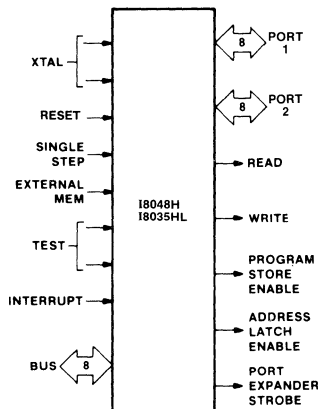 XTAL
RESET
SINGLE
STEP
EXTERNAL
MEM
TEST
INTERRUPT
BUS
8
I8048H
I8035HL
8
PORT
1
8
PORT
2
READ
WRITE
PROGRAM
STORE
ENABLE
ADDRESS
LATCH
ENABLE
PORT
EXPANDER
STROBE